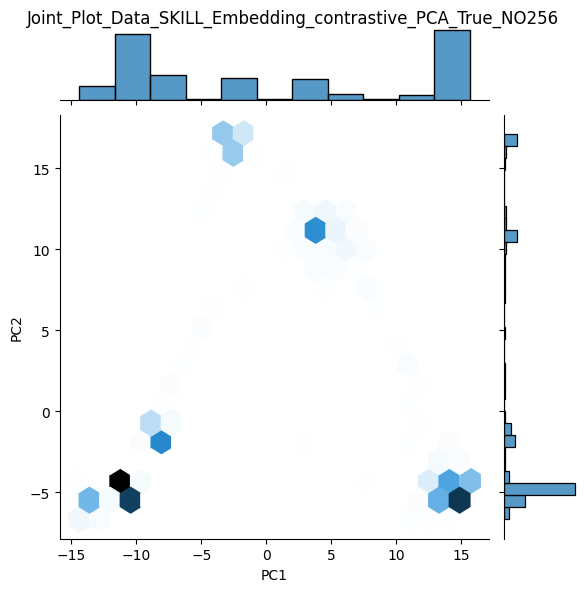 Joint_Plot_Data_SKILL_Embedding_contrastive_PCA_True_NO256
15
10
5
0
−5
PC2
−15 −10 −5 0 5 10 15
PC1